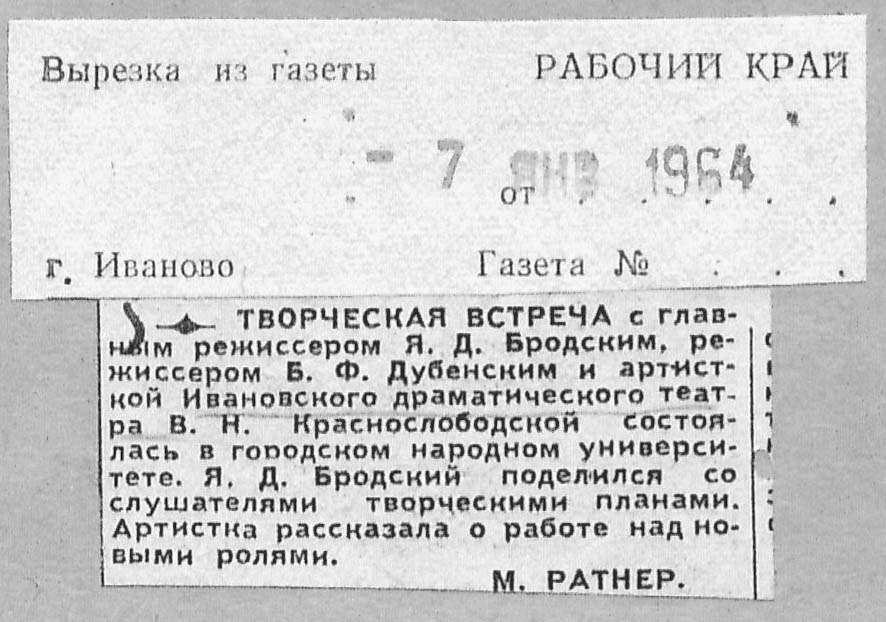 Вырезка из газеты РАБОЧИЙ КРАЙ
- 7 ЯНВ 1964
от . . . . .
г. Иваново Газета № . . .
ТВОРЧЕСКАЯ ВСТРЕЧА с глав-
ным режиссером Я. Д. Бродским, ре-
жиссером Б. Ф. Дубенским и артист-
кой Ивановского драматического теат-
ра В. Н. Краснослободской состоя-
лась в городском народном универси-
тете. Я. Д. Бродский поделился со
слушателями творческими планами.
Артистка рассказала о работе над но-
выми ролями.
М. РАТНЕР.